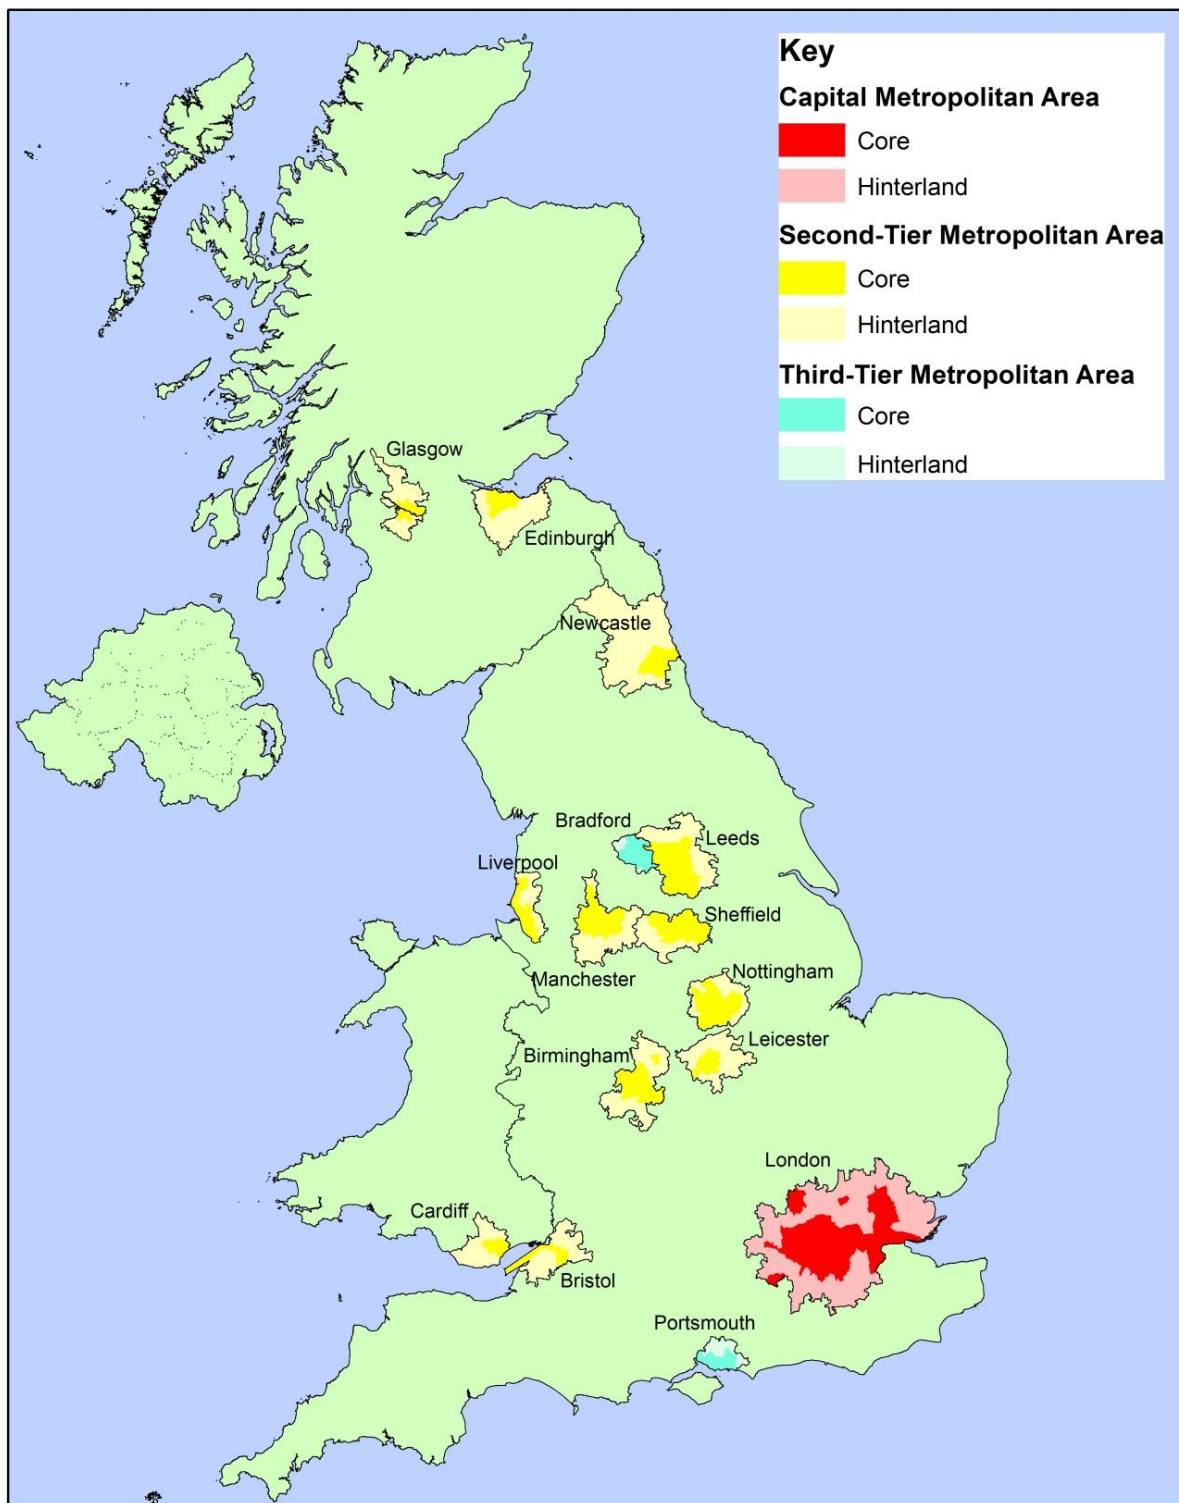 Key
Capital Metropolitan Area
Core
Hinterland
Second-Tier Metropolitan Area
Core
Hinterland
Third-Tier Metropolitan Area
Core
Hinterland
Glasgow
Edinburgh
Newcastle
Bradford
Leeds
Liverpool
Sheffield
Manchester
Nottingham
Birmingham
Leicester
London
Cardiff
Bristol
Portsmouth